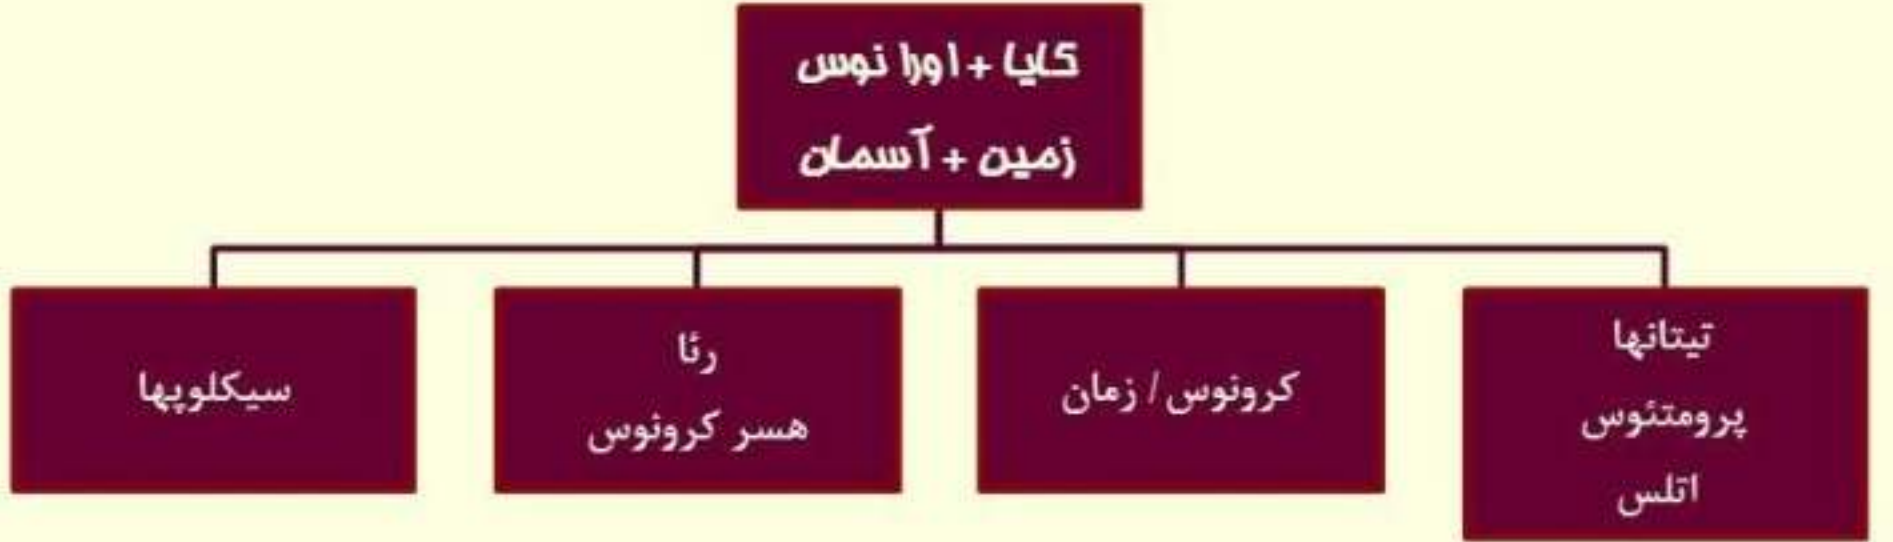 گایا + اورا نوس
زمین + آسمان
تیتانها
پرومتئوس
اتلس
کرونوس / زمان
رئا
هسر کرونوس
سیکلوپها